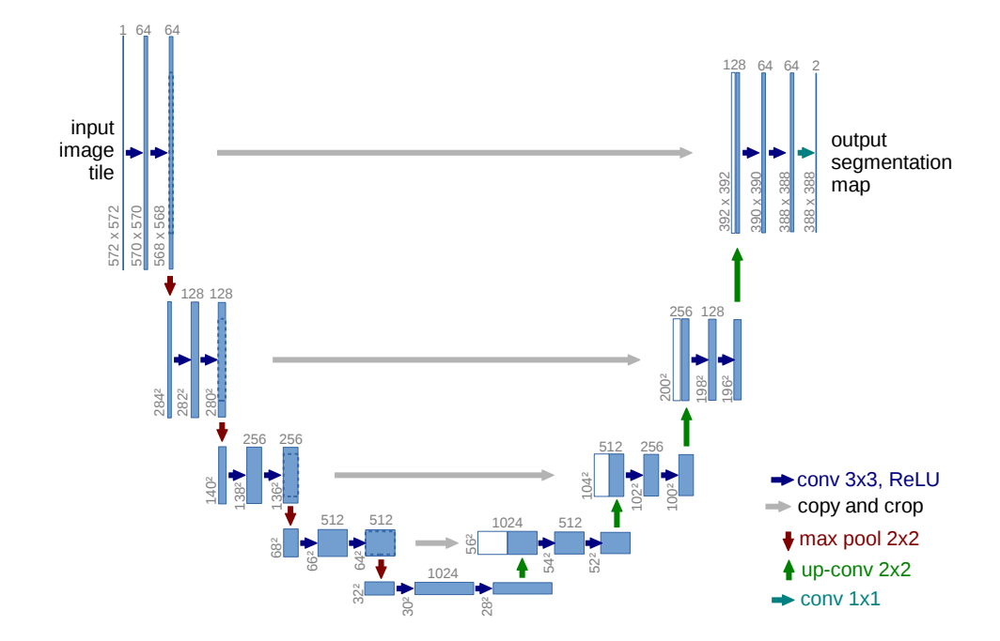 1 64 64
128 64 64 2
input
image
tile
output
segmentation
map
572 x 572
570 x 570
568 x 568
392 x 392
390 x 390
388 x 388
388 x 388
128 128
256 128
284²
282²
280²
200²
198²
196²
256 256
512 256
140²
138²
136²
104²
102²
100²
conv 3x3, ReLU
copy and crop
max pool 2x2
up-conv 2x2
conv 1x1
512 512
1024 512
68²
66²
64²
56²
54²
52²
1024
32²
30²
28²